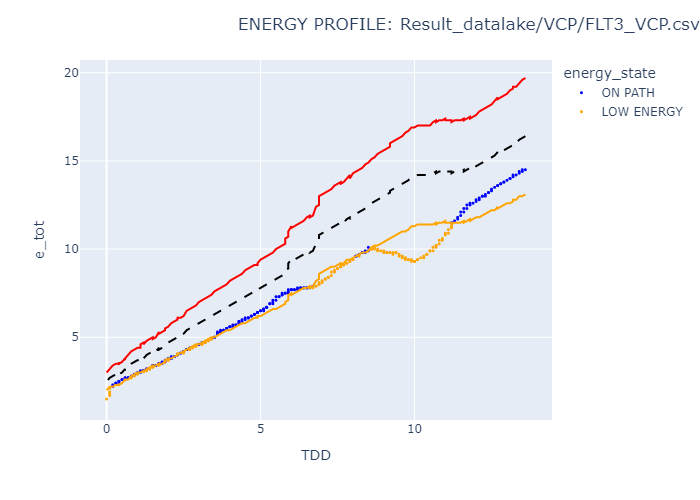 ENERGY PROFILE: Result_datalake/VCP/FLT3_VCP.csv
energy_state
ON PATH
LOW ENERGY
e_tot
20
15
10
5
0
5
10
TDD